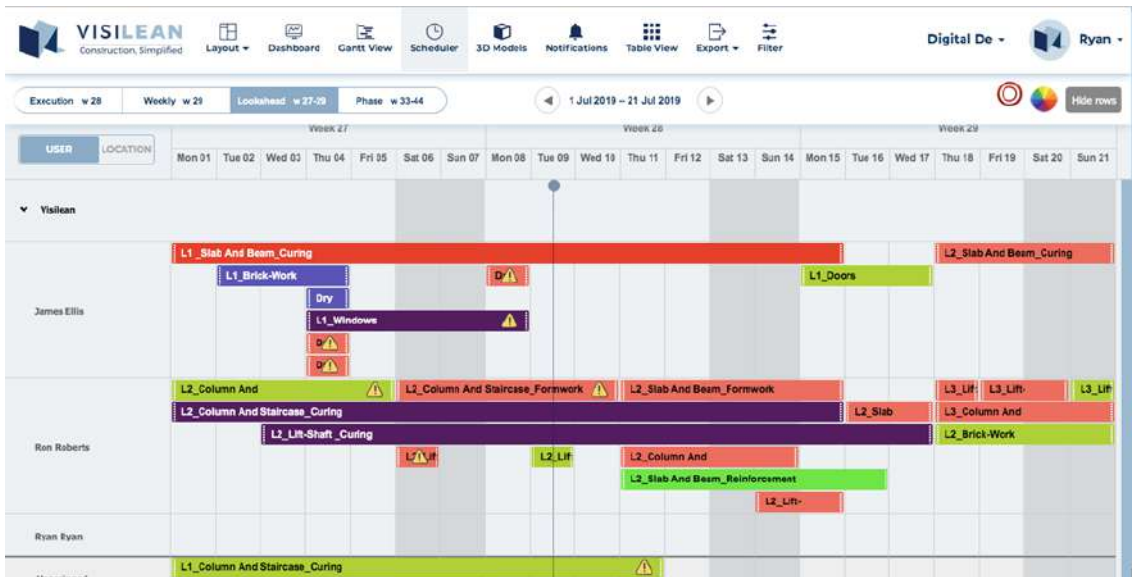 VISILEAN
Construction, Simplified
Layout
Dashboard
Gantt View
Scheduler
3D Models
Notifications
Table View
Export
Filter
Digital De
Ryan
Execution w 28
Weekly w 29
Lookahead w 27-29
Phase w 33-44
1 Jul 2019 – 21 Jul 2019
Hide rows
USER LOCATION
Week 27 Week 28 Week 29
Mon 01 Tue 02 Wed 03 Thu 04 Fri 05 Sat 06 Sun 07 Mon 08 Tue 09 Wed 10 Thu 11 Fri 12 Sat 13 Sun 14 Mon 15 Tue 16 Wed 17 Thu 18 Fri 19 Sat 20 Sun 21
Visilean
L1 _Slab And Beam_Curing L2_Slab And Beam_Curing
L1_Brick-Work L1_Doors
Dry
James Ellis
L1_Windows
L2_Column And L2_Column And Staircase_Formwork L2_Slab And Beam_Formwork L3_Lift L3_Lift- L3_Lif
L2_Column And Staircase_Curing L2_Slab L3_Column And
L2_Lift-Shaft _Curing L2_Brick-Work
Ron Roberts
L2_Lif L2_Column And
L2_Slab And Beam_Reinforcement
L2_Lift-
Ryan Ryan
L1_Column And Staircase_Curing